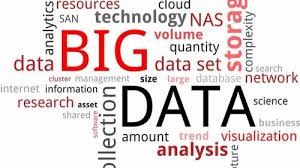 resources
cloud
analytics
SAN
technology
NAS
BIG
volume
quantity
storage
complexity
data
data set
search
cluster
management
size
large
database
network
internet
information
research
asset
DATA
science
shared
software
business
collection
amount
trend
visualization
analysis